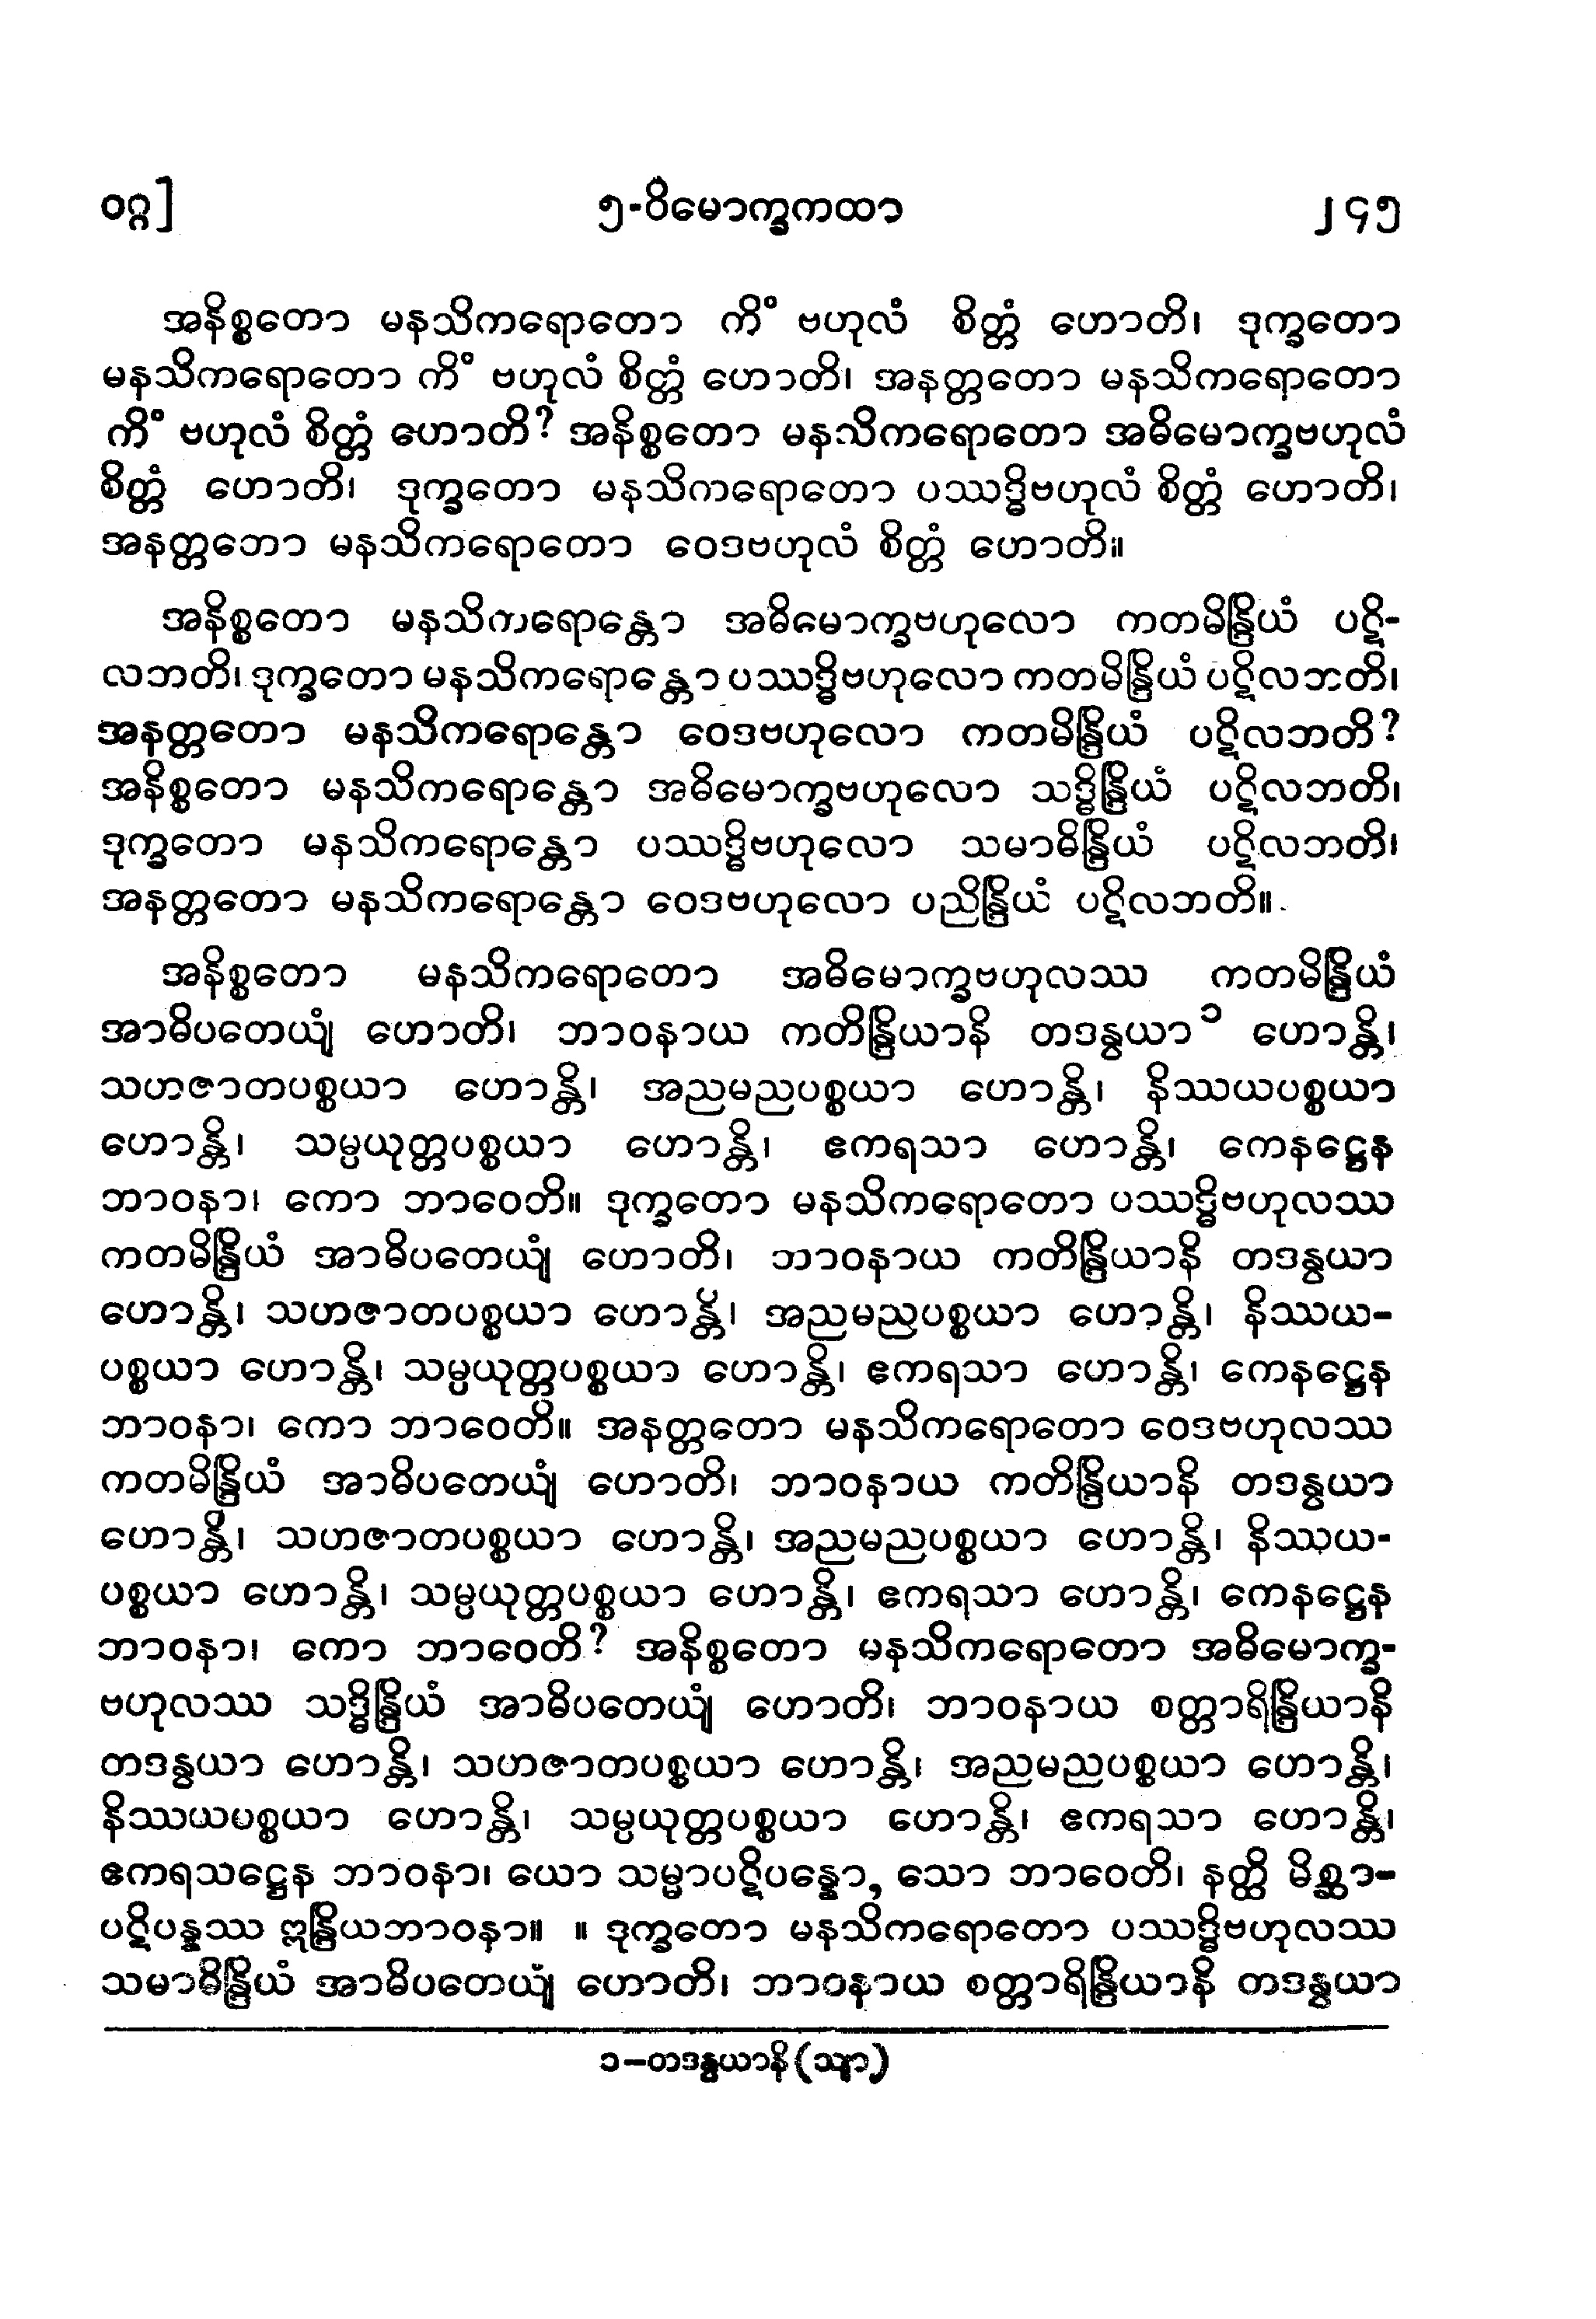 ဝဂ္ဂ] ၅-ဝိမောက္ခကထာ ၂၄၅
အနိစ္စတော မနသိကရောတော ကိံ ဗဟုလံ စိတ္တံ ဟောတိ၊ ဒုက္ခတော
မနသိကရောတော ကိံ ဗဟုလံ စိတ္တံ ဟောတိ၊ အနတ္တတော မနသိကရောတော
ကိံ ဗဟုလံ စိတ္တံ ဟောတိ? အနိစ္စတော မနသိကရောတော အဓိမောက္ခဗဟုလံ
စိတ္တံ ဟောတိ၊ ဒုက္ခတော မနသိကရောတော ပဿဒ္ဓိဗဟုလံ စိတ္တံ ဟောတိ၊
အနတ္တတော မနသိကရောတော ဝေဒဗဟုလံ စိတ္တံ ဟောတိ။
အနိစ္စတော မနသိကရောန္တော အဓိမောက္ခဗဟုလော ကတမိန္ဒြိယံ ပဋိ-
လဘတိ၊ ဒုက္ခတော မနသိကရောန္တော ပဿဒ္ဓိဗဟုလော ကတမိန္ဒြိယံ ပဋိလဘတိ၊
အနတ္တတော မနသိကရောန္တော ဝေဒဗဟုလော ကတမိန္ဒြိယံ ပဋိလဘတိ?
အနိစ္စတော မနသိကရောန္တော အဓိမောက္ခဗဟုလော သဒ္ဓိန္ဒြိယံ ပဋိလဘတိ၊
ဒုက္ခတော မနသိကရောန္တော ပဿဒ္ဓိဗဟုလော သမာဓိန္ဒြိယံ ပဋိလဘတိ၊
အနတ္တတော မနသိကရောန္တော ဝေဒဗဟုလော ပညိန္ဒြိယံ ပဋိလဘတိ။
အနိစ္စတော မနသိကရောတော အဓိမောက္ခဗဟုလဿ ကတမိန္ဒြိယံ
အာဓိပတေယျံ ဟောတိ၊ ဘာဝနာယ ကတိန္ဒြိယာနိ တဒန္ဝယာ ၁ ဟောန္တိ၊
သဟဇာတပစ္စယာ ဟောန္တိ၊ အညမညပစ္စယာ ဟောန္တိ၊ နိဿယပစ္စယာ
ဟောန္တိ၊ သမ္ပယုတ္တပစ္စယာ ဟောန္တိ၊ ဧကရသာ ဟောန္တိ၊ ကေနဋ္ဌေန
ဘာဝနာ၊ ကော ဘာဝေတိ။ ဒုက္ခတော မနသိကရောတော ပဿဒ္ဓိဗဟုလဿ
ကတမိန္ဒြိယံ အာဓိပတေယျံ ဟောတိ၊ ဘာဝနာယ ကတိန္ဒြိယာနိ တဒန္ဝယာ
ဟောန္တိ၊ သဟဇာတပစ္စယာ ဟောန္တိ၊ အညမညပစ္စယာ ဟောန္တိ၊ နိဿယ-
ပစ္စယာ ဟောန္တိ၊ သမ္ပယုတ္တပစ္စယာ ဟောန္တိ၊ ဧကရသာ ဟောန္တိ၊ ကေနဋ္ဌေန
ဘာဝနာ၊ ကော ဘာဝေတိ။ အနတ္တတော မနသိကရောတော ဝေဒဗဟုလဿ
ကတမိန္ဒြိယံ အာဓိပတေယျံ ဟောတိ၊ ဘာဝနာယ ကတိန္ဒြိယာနိ တဒန္ဝယာ
ဟောန္တိ၊ သဟဇာတပစ္စယာ ဟောန္တိ၊ အညမညပစ္စယာ ဟောန္တိ၊ နိဿယ-
ပစ္စယာ ဟောန္တိ၊ သမ္ပယုတ္တပစ္စယာ ဟောန္တိ၊ ဧကရသာ ဟောန္တိ၊ ကေနဋ္ဌေန
ဘာဝနာ၊ ကော ဘာဝေတိ? အနိစ္စတော မနသိကရောတော အဓိမောက္ခ-
ဗဟုလဿ သဒ္ဓိန္ဒြိယံ အာဓိပတေယျံ ဟောတိ၊ ဘာဝနာယ စတ္တာရိန္ဒြိယာနိ
တဒန္ဝယာ ဟောန္တိ၊ သဟဇာတပစ္စယာ ဟောန္တိ၊ အညမညပစ္စယာ ဟောန္တိ၊
နိဿယပစ္စယာ ဟောန္တိ၊ သမ္ပယုတ္တပစ္စယာ ဟောန္တိ၊ ဧကရသာ ဟောန္တိ၊
ဧကရသဋ္ဌေန ဘာဝနာ၊ ယော သမ္မာပဋိပန္နော, သော ဘာဝေတိ၊ နတ္ထိ မိစ္ဆာ-
ပဋိပန္နဿ ဣန္ဒြိယဘာဝနာ။ ။ ဒုက္ခတော မနသိကရောတော ပဿဒ္ဓိဗဟုလဿ
သမာဓိန္ဒြိယံ အာဓိပတေယျံ ဟောတိ၊ ဘာဝနာယ စတ္တာရိန္ဒြိယာနိ တဒန္ဝယာ
၁-တဒန္ဝယာနိ (သျာ)